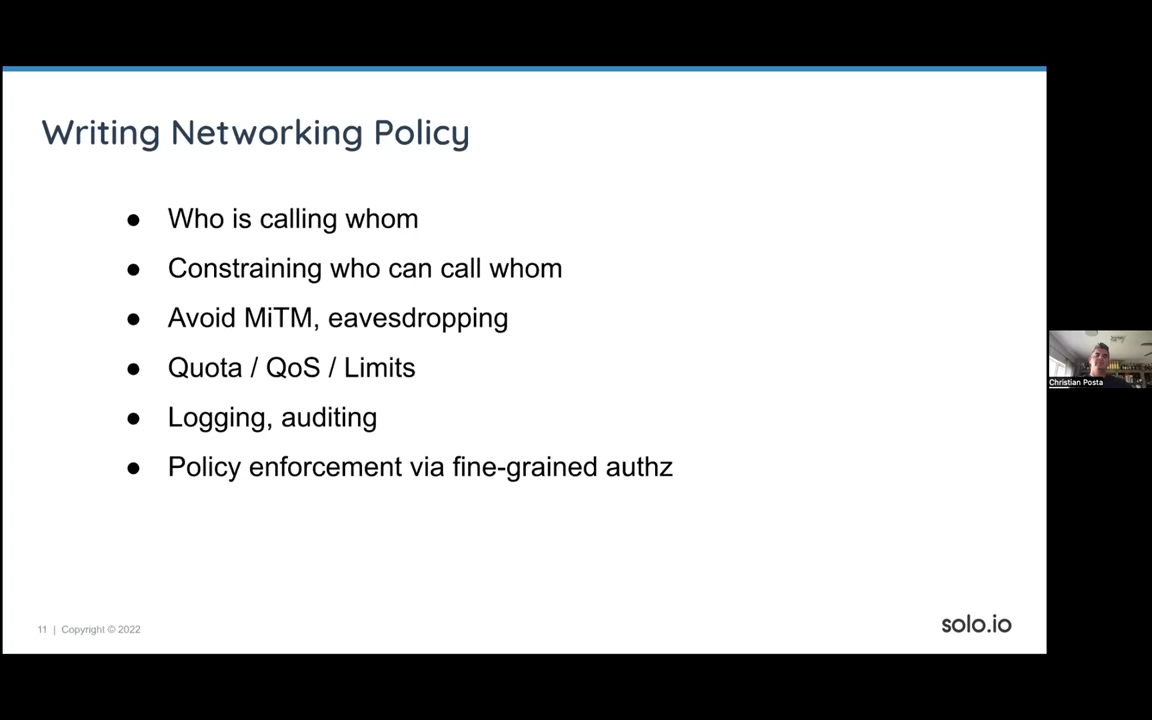 Writing Networking Policy
● Who is calling whom
● Constraining who can call whom
● Avoid MiTM, eavesdropping
● Quota / QoS / Limits
● Logging, auditing
● Policy enforcement via fine-grained authz
Christian Posta
11 | Copyright © 2022
solo.io